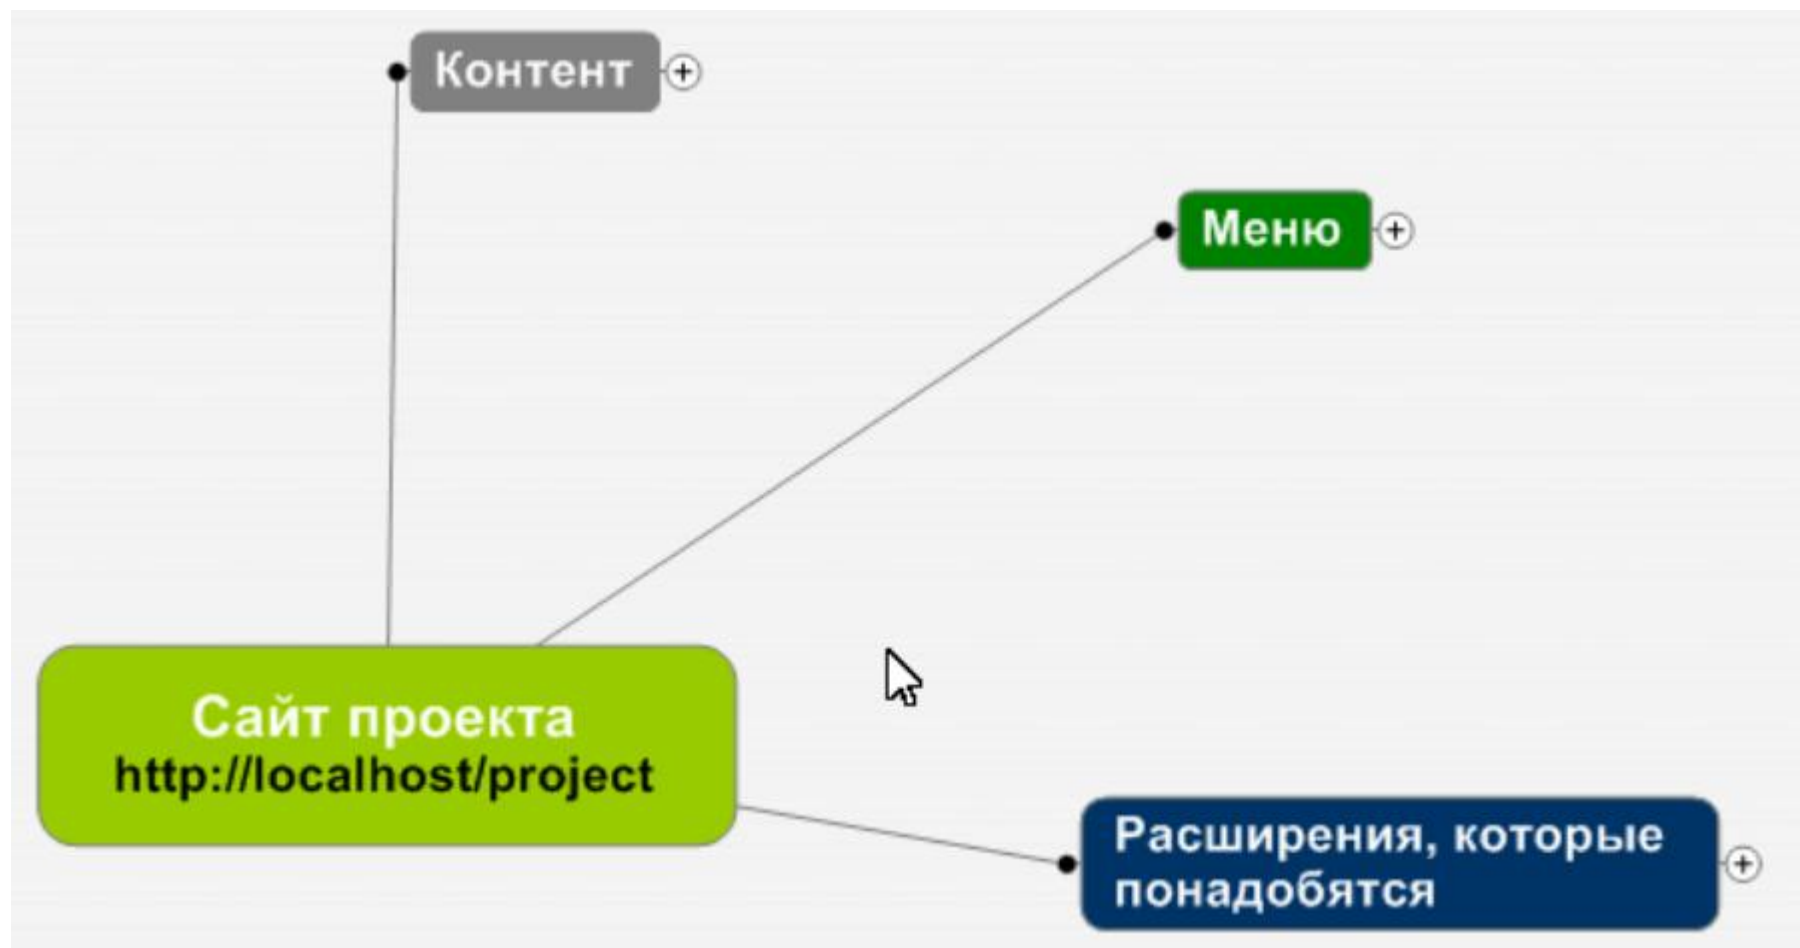 Контент
Меню
Сайт проекта
http://localhost/project
Расширения, которые
понадобятся